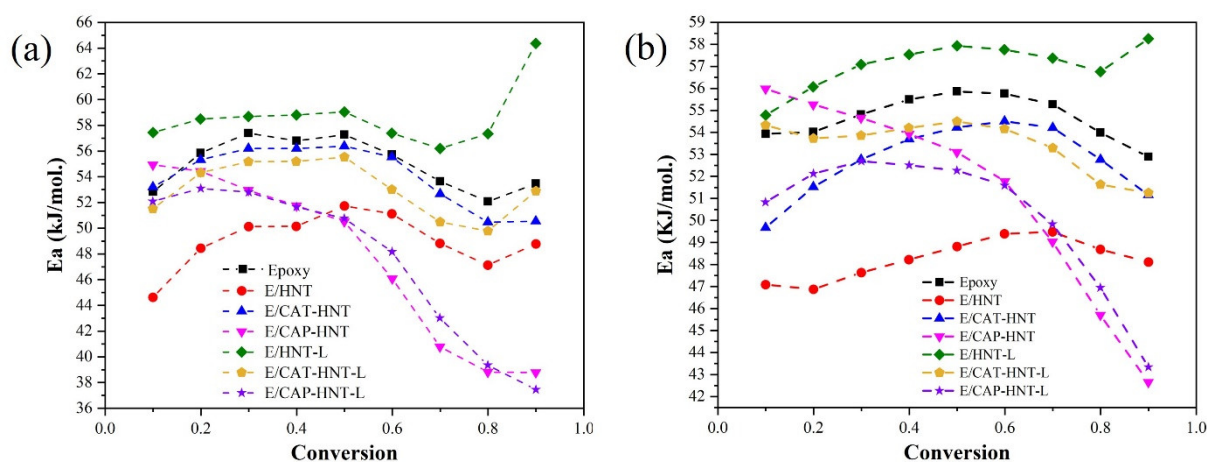 (a)
Ea (kJ/mol.)
66
64
62
60
58
56
54
52
50
48
46
44
42
40
38
36
Epoxy
E/HNT
E/CAT-HNT
E/CAP-HNT
E/HNT-L
E/CAT-HNT-L
E/CAP-HNT-L
0.0 0.2 0.4 0.6 0.8 1.0
Conversion
(b)
Ea (KJ/mol.)
59
58
57
56
55
54
53
52
51
50
49
48
47
46
45
44
43
42
Epoxy
E/HNT
E/CAT-HNT
E/CAP-HNT
E/HNT-L
E/CAT-HNT-L
E/CAP-HNT-L
0.0 0.2 0.4 0.6 0.8 1.0
Conversion